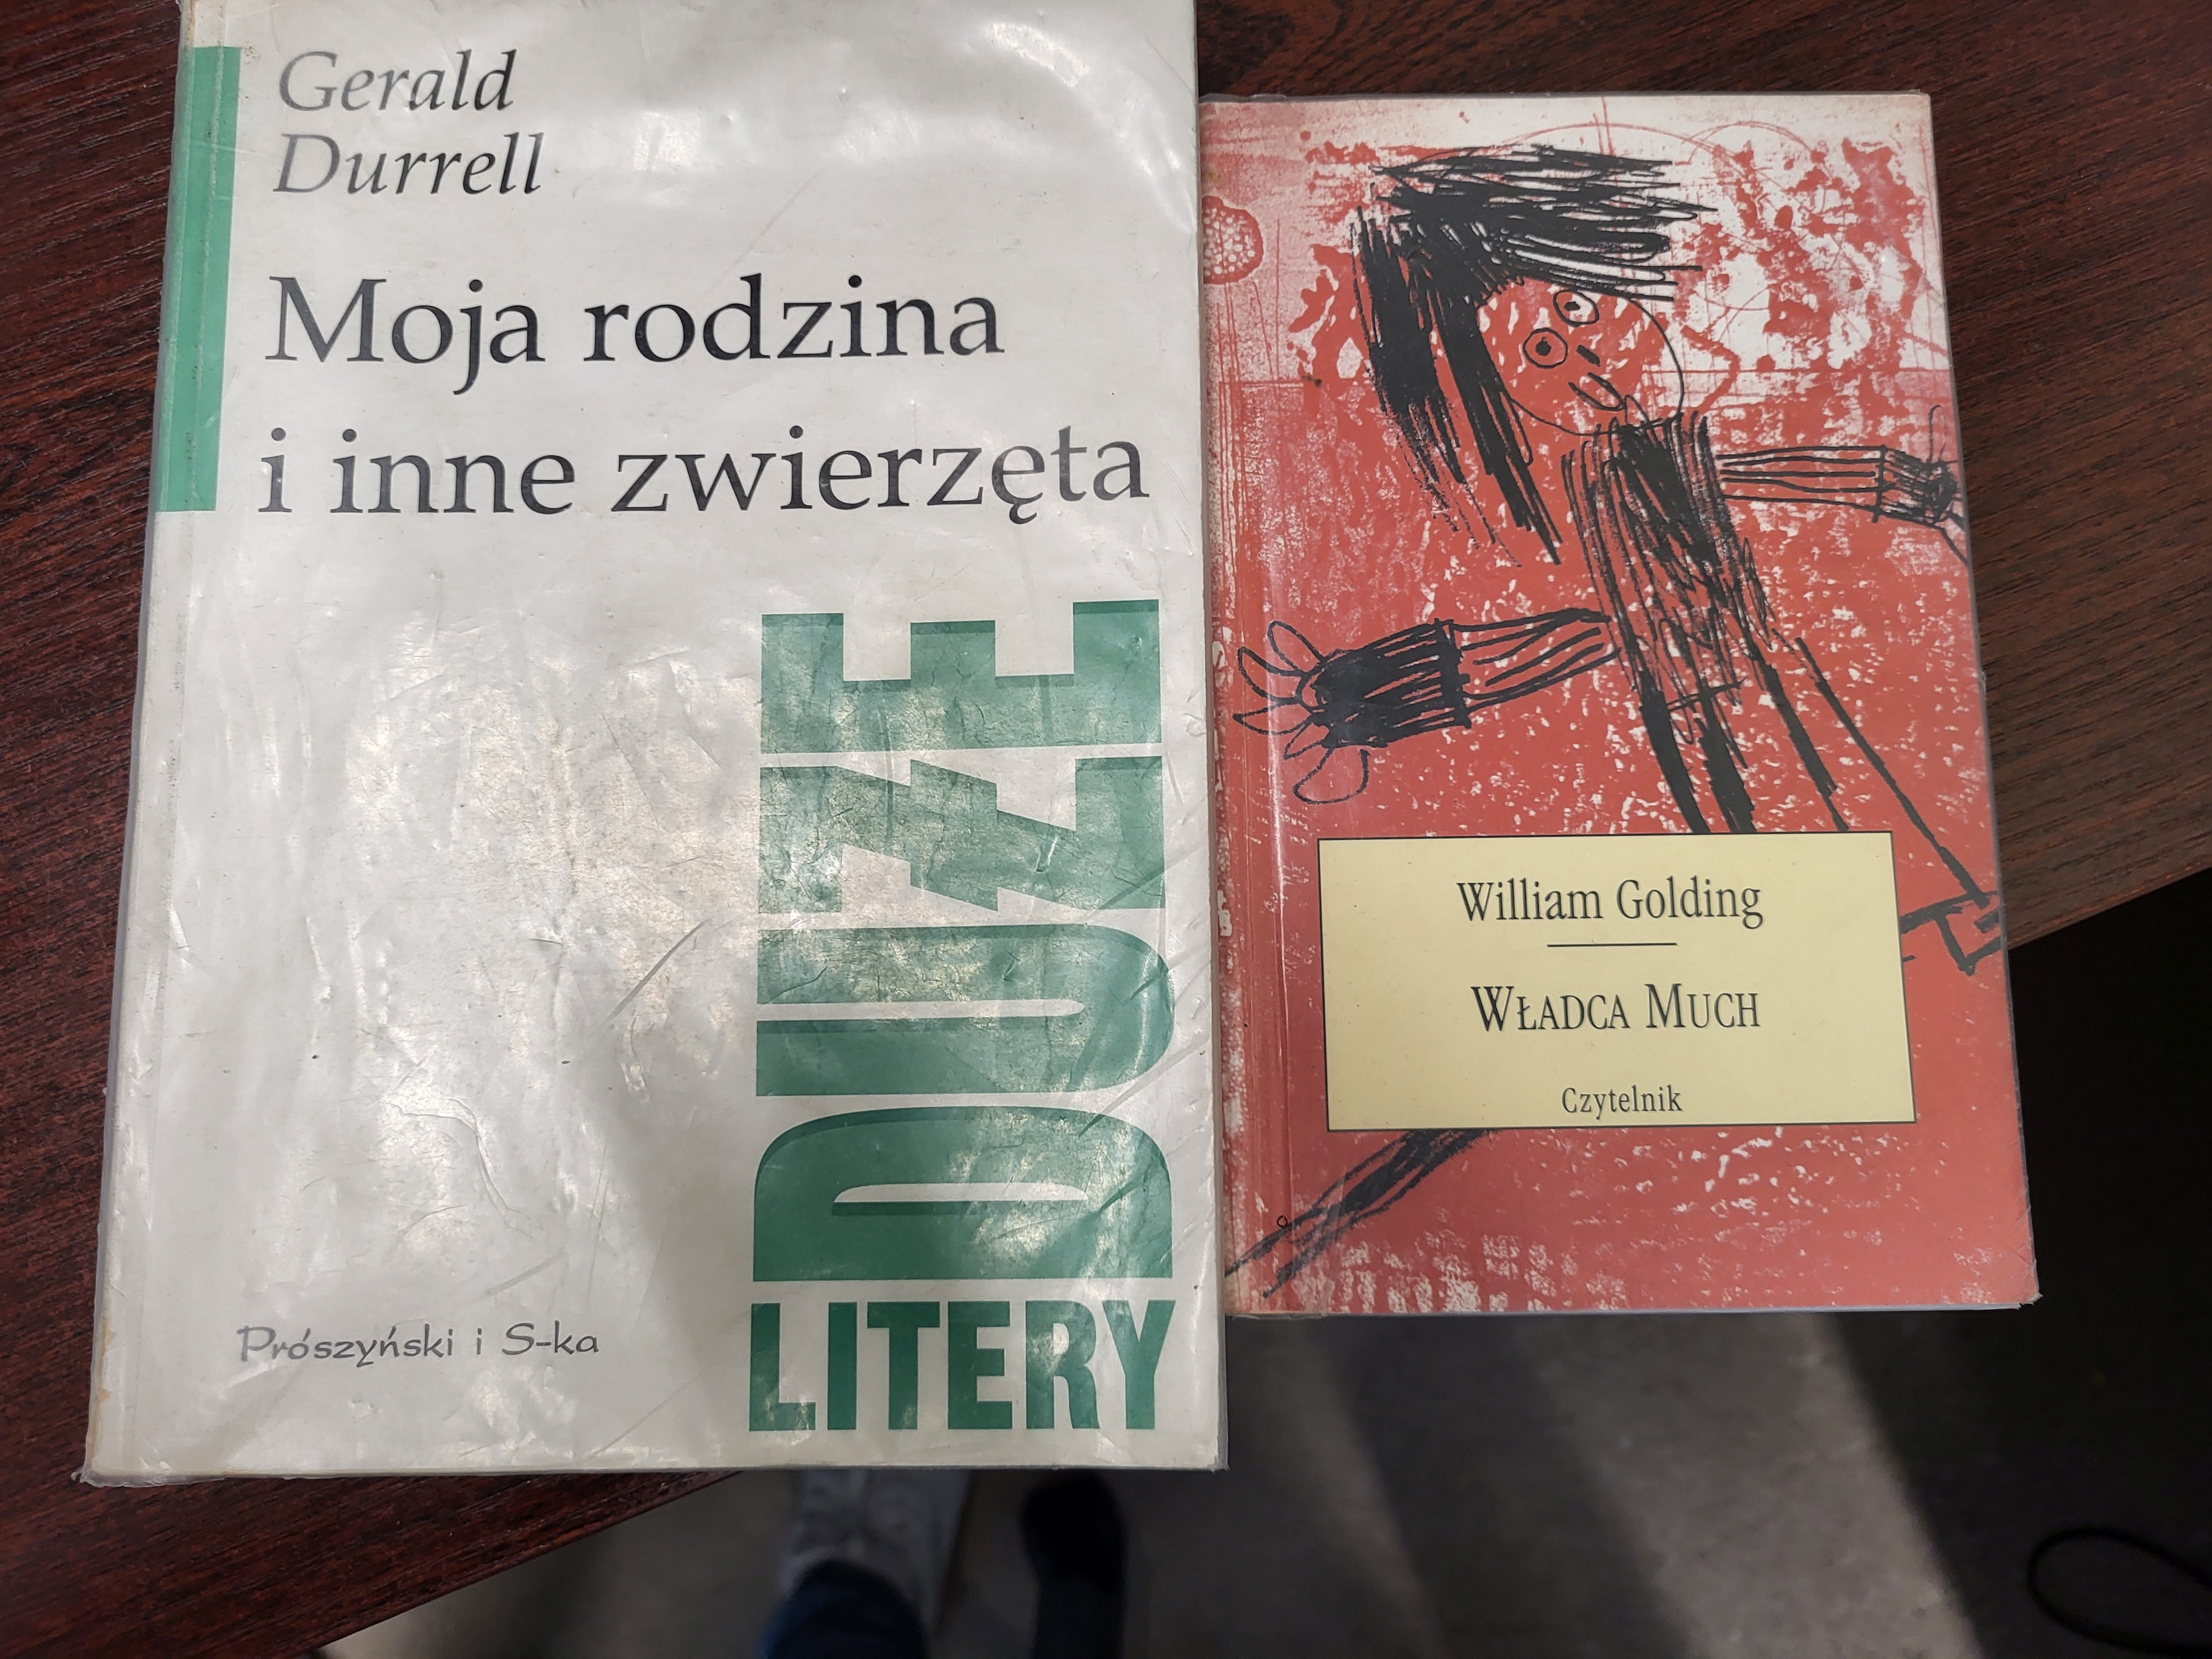 Gerald
Durrell
Moja rodzina
i inne zwierzęta
DUŻE
LITERY
Prószyński i S-ka
William Golding
WŁADCA MUCH
Czytelnik